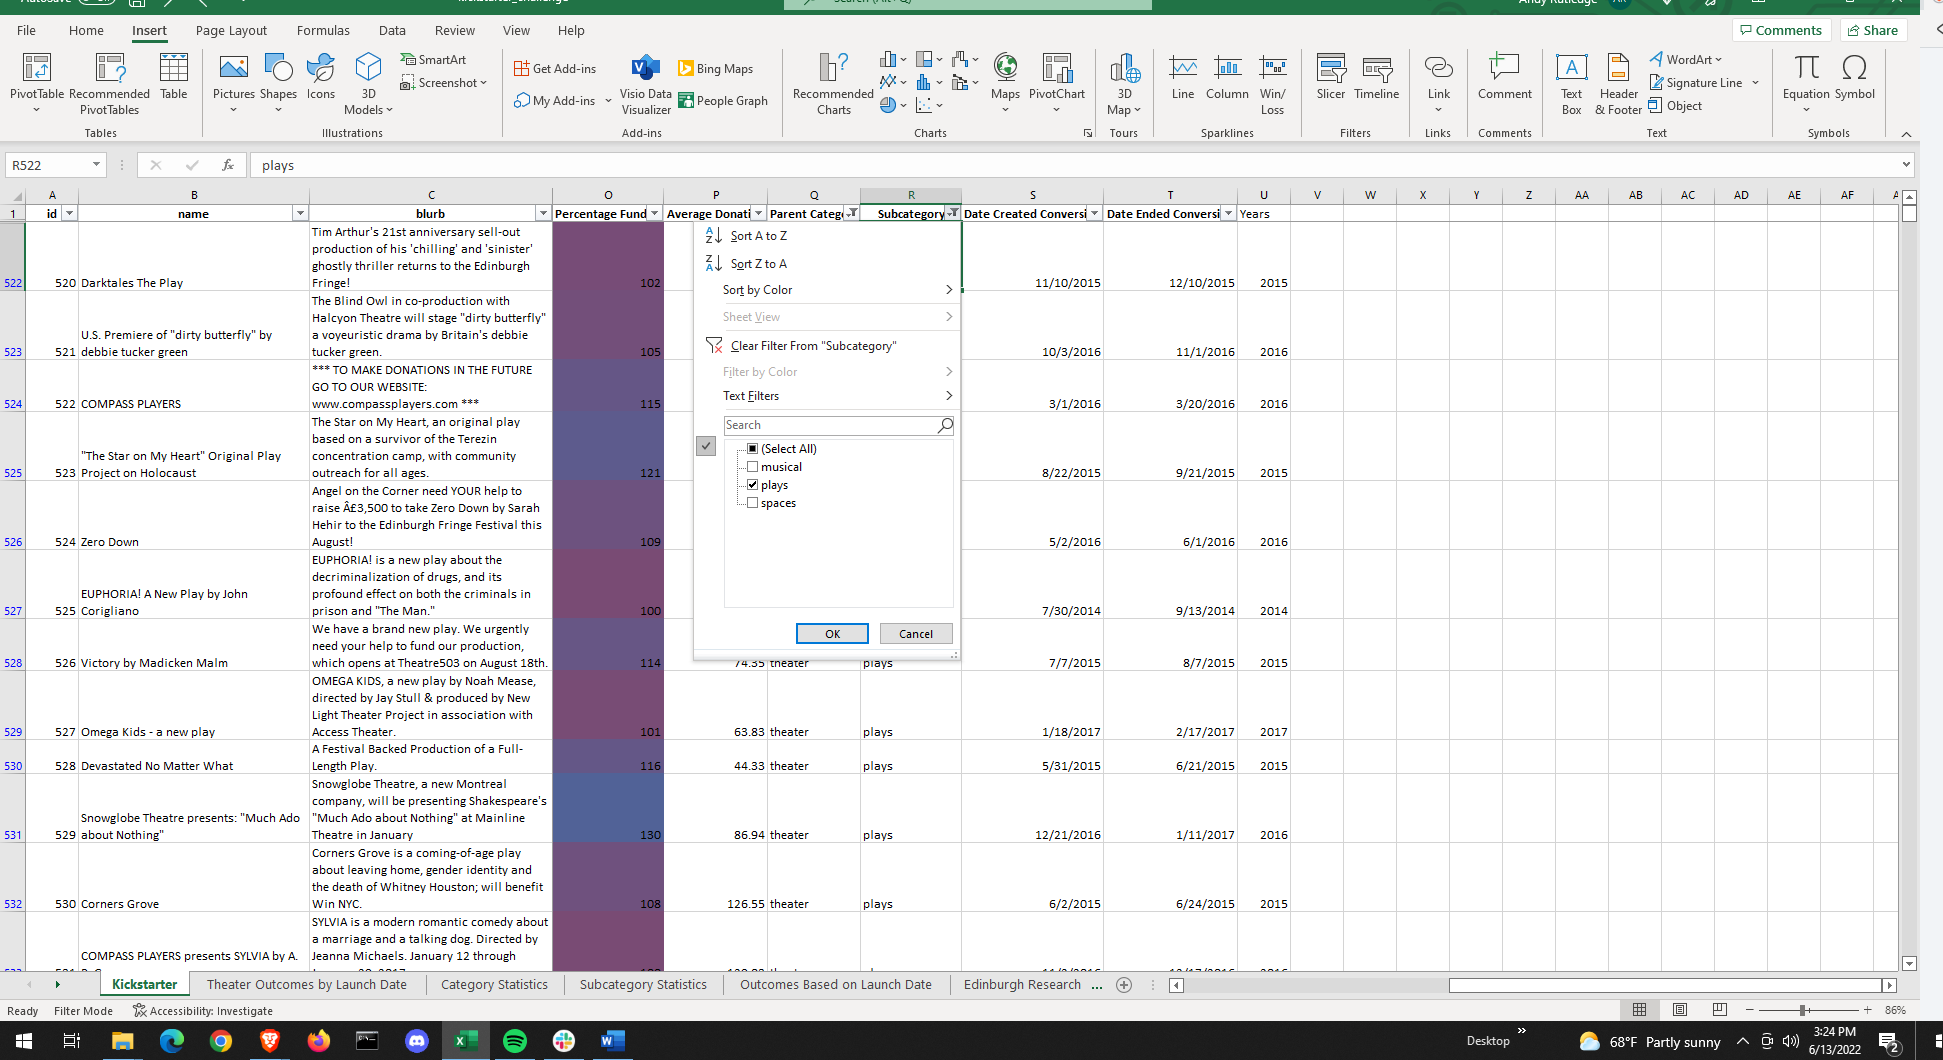 File Home Insert Page Layout Formulas Data Review View Help Comments Share
PivotTable Recommended PivotTables Table
Pictures Shapes Icons 3D Models SmartArt Screenshot
Get Add-ins My Add-ins Visio Data Visualizer Bing Maps People Graph
Recommended Charts Maps PivotChart 3D Map
Line Column Win/ Loss Slicer Timeline Link Comment
Text Box Header & Footer WordArt Signature Line Object Equation Symbol
Tables Illustrations Add-ins Charts Tours Sparklines Filters Links Comments Text Symbols
R522 fx plays
A B C O P Q R S T U V W X Y Z AA AB AC AD AE AF
1 id name blurb Percentage Fund Average Donati Parent Categ Subcategory Date Created Conversi Date Ended Conversi Years
Tim Arthur's 21st anniversary sell-out
production of his 'chilling' and 'sinister'
ghostly thriller returns to the Edinburgh
522 520 Darktales The Play Fringe! 102 11/10/2015 12/10/2015 2015
The Blind Owl in co-production with
Halcyon Theatre will stage "dirty butterfly"
U.S. Premiere of "dirty butterfly" by a voyeuristic drama by Britain's debbie
523 521 debbie tucker green tucker green. 105 10/3/2016 11/1/2016 2016
*** TO MAKE DONATIONS IN THE FUTURE
GO TO OUR WEBSITE:
524 522 COMPASS PLAYERS www.compassplayers.com *** 115 3/1/2016 3/20/2016 2016
The Star on My Heart, an original play
based on a survivor of the Terezin
"The Star on My Heart" Original Play concentration camp, with community
525 523 Project on Holocaust outreach for all ages. 121 8/22/2015 9/21/2015 2015
Angel on the Corner need YOUR help to
raise Â£3,500 to take Zero Down by Sarah
Hehir to the Edinburgh Fringe Festival this
526 524 Zero Down August! 109 5/2/2016 6/1/2016 2016
EUPHORIA! is a new play about the
decriminalization of drugs, and its
EUPHORIA! A New Play by John profound effect on both the criminals in
527 525 Corigliano prison and "The Man." 100 7/30/2014 9/13/2014 2014
We have a brand new play. We urgently
need your help to fund our production,
528 526 Victory by Madicken Malm which opens at Theatre503 on August 18th. 114 74.35 theater plays 7/7/2015 8/7/2015 2015
OMEGA KIDS, a new play by Noah Mease,
directed by Jay Stull & produced by New
Light Theater Project in association with
529 527 Omega Kids - a new play Access Theater. 101 63.83 theater plays 1/18/2017 2/17/2017 2017
A Festival Backed Production of a Full-
530 528 Devastated No Matter What Length Play. 116 44.33 theater plays 5/31/2015 6/21/2015 2015
Snowglobe Theatre, a new Montreal
company, will be presenting Shakespeare's
Snowglobe Theatre presents: "Much Ado "Much Ado about Nothing" at Mainline
531 529 about Nothing" Theatre in January 130 86.94 theater plays 12/21/2016 1/11/2017 2016
Corners Grove is a coming-of-age play
about leaving home, gender identity and
the death of Whitney Houston; will benefit
532 530 Corners Grove Win NYC. 108 126.55 theater plays 6/2/2015 6/24/2015 2015
SYLVIA is a modern romantic comedy about
a marriage and a talking dog. Directed by
COMPASS PLAYERS presents SYLVIA by A. Jeanna Michaels. January 12 through
Sort A to Z
Sort Z to A
Sort by Color
Sheet View
Clear Filter From "Subcategory"
Filter by Color
Text Filters
Search
(Select All)
musical
plays
spaces
OK Cancel
Kickstarter Theater Outcomes by Launch Date Category Statistics Subcategory Statistics Outcomes Based on Launch Date Edinburgh Research ...
Ready Filter Mode Accessibility: Investigate 86%
Desktop 68°F Partly sunny 3:24 PM
6/13/2022 2